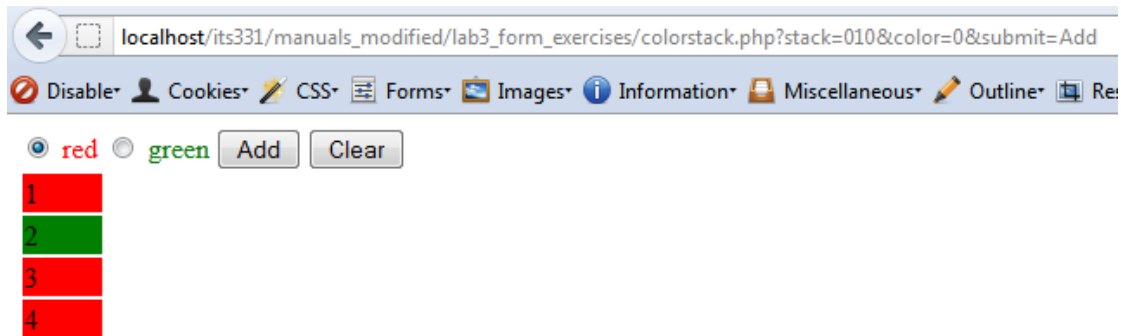 localhost/its331/manuals_modified/lab3_form_exercises/colorstack.php?stack=010&color=0&submit=Add
Disable Cookies CSS Forms Images Information Miscellaneous Outline Re
red green Add Clear
1
2
3
4